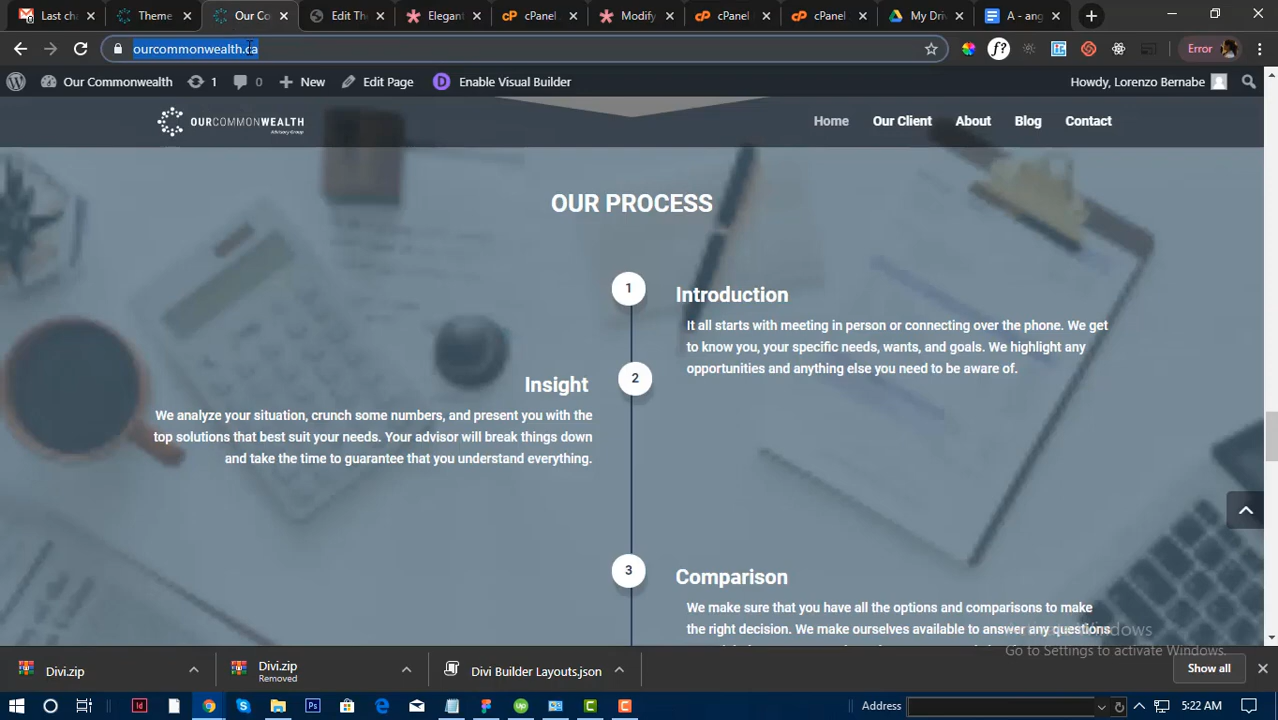 Last cha
Theme
Our Co
Edit Th
Elegant
cPanel
Modify
cPanel
cPanel
My Driv
A - ang
ourcommonwealth.ca
Error
Our Commonwealth
1
0
New
Edit Page
Enable Visual Builder
Howdy, Lorenzo Bernabe
OURCOMMONWEALTH
Advisory Group
Home
Our Client
About
Blog
Contact
OUR PROCESS
1
Introduction
It all starts with meeting in person or connecting over the phone. We get
to know you, your specific needs, wants, and goals. We highlight any
opportunities and anything else you need to be aware of.
2
Insight
We analyze your situation, crunch some numbers, and present you with the
top solutions that best suit your needs. Your advisor will break things down
and take the time to guarantee that you understand everything.
3
Comparison
We make sure that you have all the options and comparisons to make
the right decision. We make ourselves available to answer any questions
Activate Windows
Go to Settings to activate Windows.
Divi.zip
Divi.zip
Removed
Divi Builder Layouts.json
Show all
Address
5:22 AM